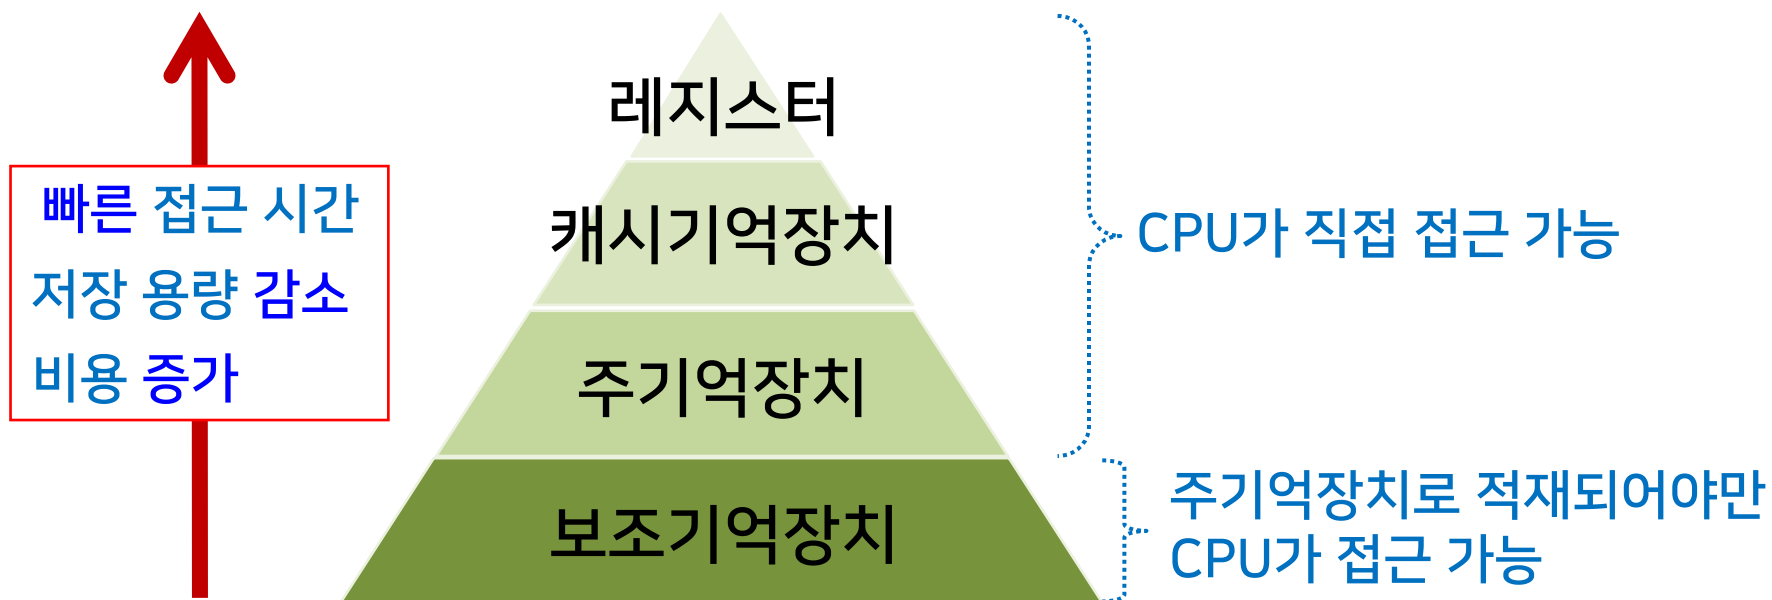 레지스터
빠른 접근 시간
저장 용량 감소
비용 증가
캐시기억장치
CPU가 직접 접근 가능
주기억장치
보조기억장치
주기억장치로 적재되어야만
CPU가 접근 가능